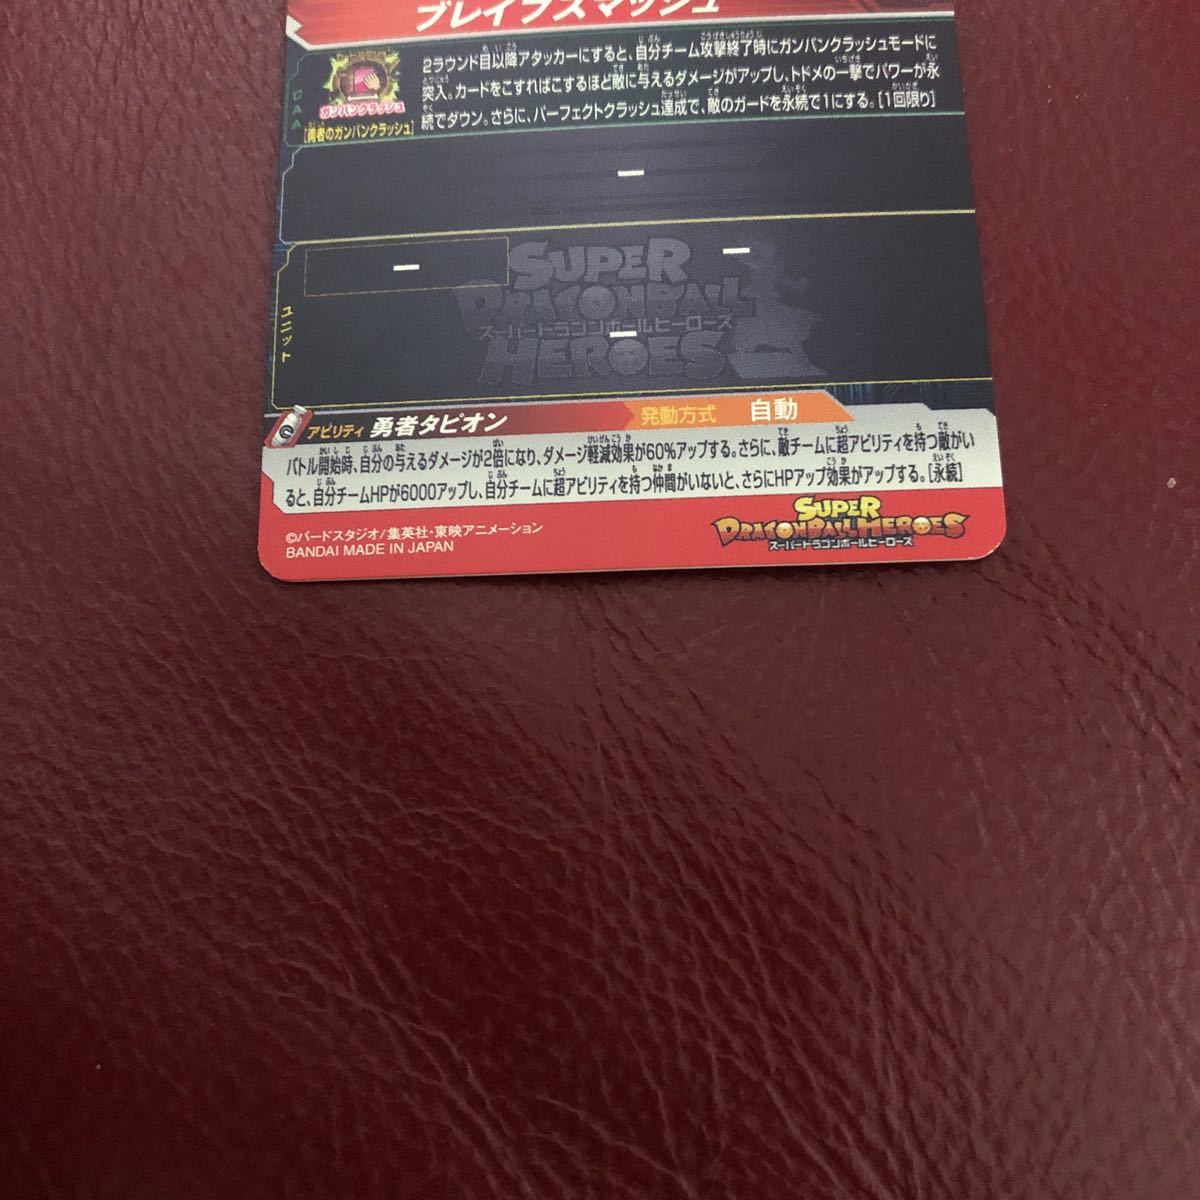 ブレイブスマッシュ
CAA
ガンバンクラッシュ
[勇者のガンバンクラッシュ]
2ラウンド目以降アタッカーにすると、自分チーム攻撃終了時にガンバンクラッシュモードに
突入。カードをこすればこするほど敵に与えるダメージがアップし、トドメの一撃でパワーが永
続でダウン。さらに、パーフェクトクラッシュ達成で、敵のガードを永続で1にする。[1回限り]
ー
ユニット
ー
ー
ー
SUPER
DRAGONBALL
スーパードラゴンボールヒーローズ
HEROES
アビリティ 勇者タピオン
発動方式 自動
バトル開始時、自分の与えるダメージが2倍になり、ダメージ軽減効果が60%アップする。さらに、敵チームに超アビリティを持つ敵がい
ると、自分チームHPが6000アップし、自分チームに超アビリティを持つ仲間がいないと、さらにHPアップ効果がアップする。[永続]
©バードスタジオ/集英社・東映アニメーション
BANDAI MADE IN JAPAN
SUPER
DRAGONBALL HEROES
スーパードラゴンボールヒーローズ